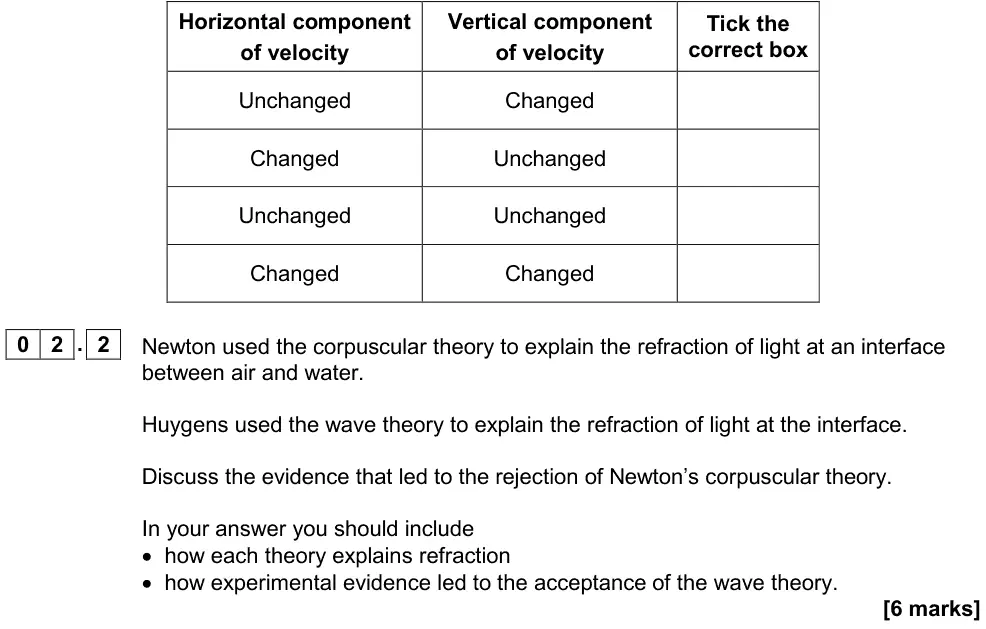 Horizontal component Vertical component Tick the
of velocity of velocity correct box
Unchanged Changed
Changed Unchanged
Unchanged Unchanged
Changed Changed
0 2 . 2 Newton used the corpuscular theory to explain the refraction of light at an interface
between air and water.
Huygens used the wave theory to explain the refraction of light at the interface.
Discuss the evidence that led to the rejection of Newton's corpuscular theory.
In your answer you should include
• how each theory explains refraction
• how experimental evidence led to the acceptance of the wave theory.
[6 marks]